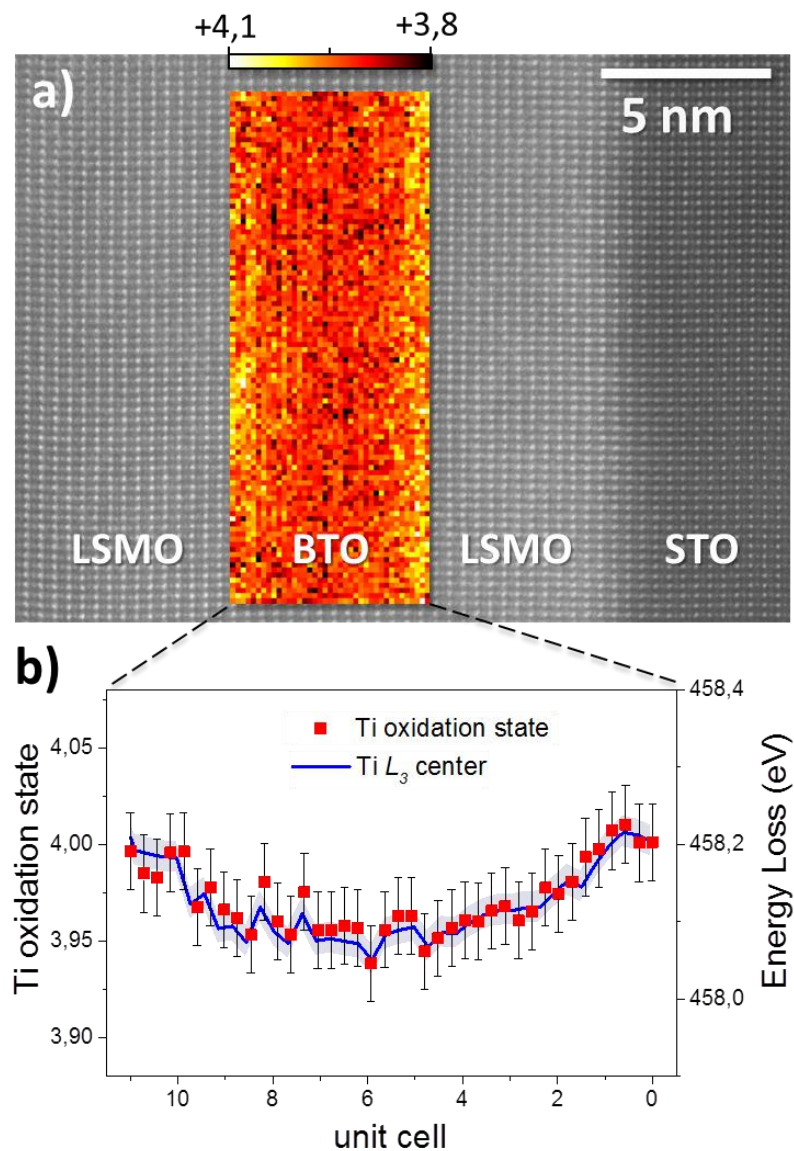 +4,1 +3,8
a)
5 nm
LSMO BTO LSMO STO
b)
458,4
Ti oxidation state
Ti L3 center
4,05
4,00
3,95
3,90
458,2
458,0
Ti oxidation state
Energy Loss (eV)
10 8 6 4 2 0
unit cell